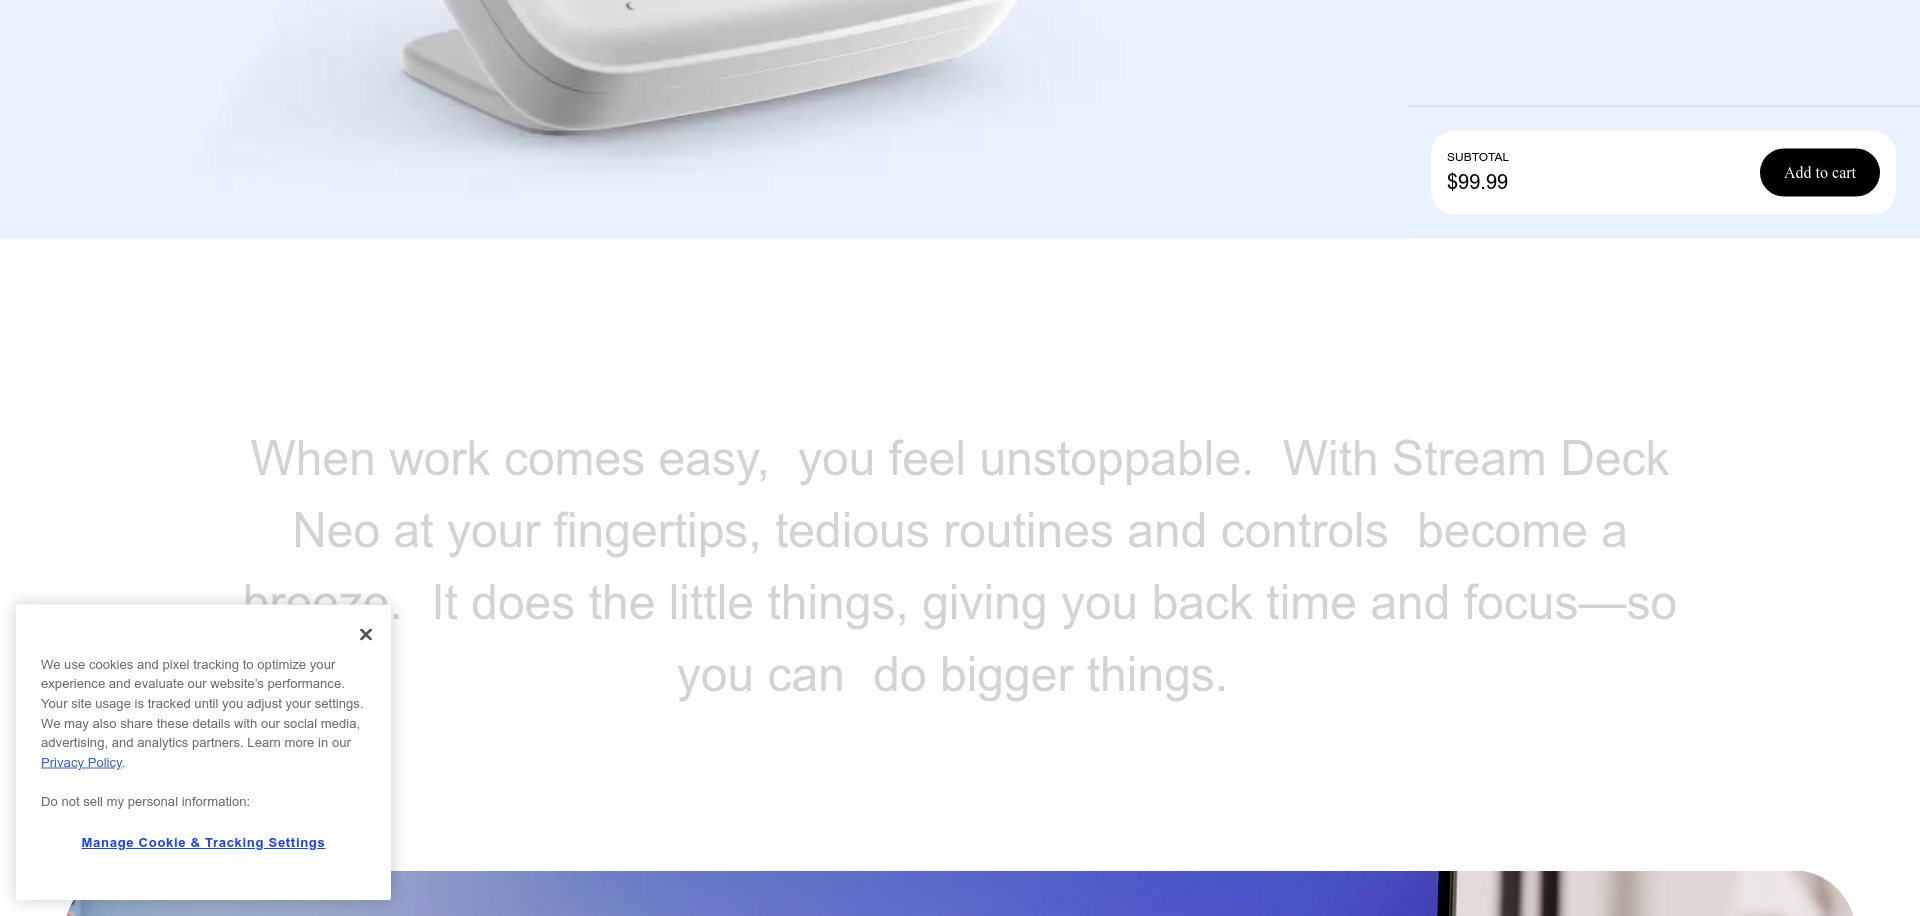 SUBTOTAL
$99.99
Add to cart
When work comes easy, you feel unstoppable. With Stream Deck
Neo at your fingertips, tedious routines and controls become a
breeze. It does the little things, giving you back time and focus—so
you can do bigger things.
We use cookies and pixel tracking to optimize your
experience and evaluate our website’s performance.
Your site usage is tracked until you adjust your settings.
We may also share these details with our social media,
advertising, and analytics partners. Learn more in our
Privacy Policy.
Do not sell my personal information:
Manage Cookie & Tracking Settings